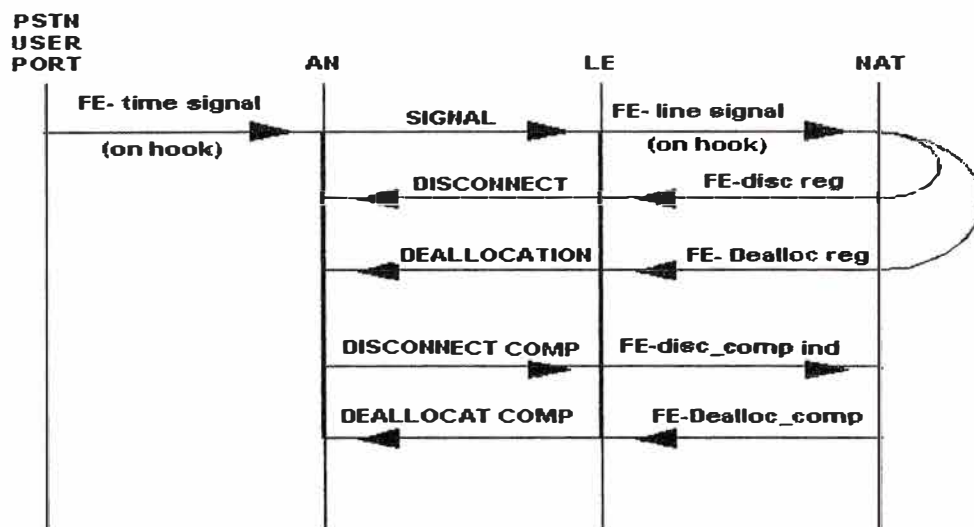 PSTN
USER
PORT
AN
LE
NAT
FE- time signal
(on hook)
SIGNAL
FE- line signal
(on hook)
DISCONNECT
FE-disc reg
DEALLOCATION
FE- Dealloc reg
DISCONNECT COMP
FE-disc_comp ind
DEALLOCAT COMP
FE-Dealloc_comp